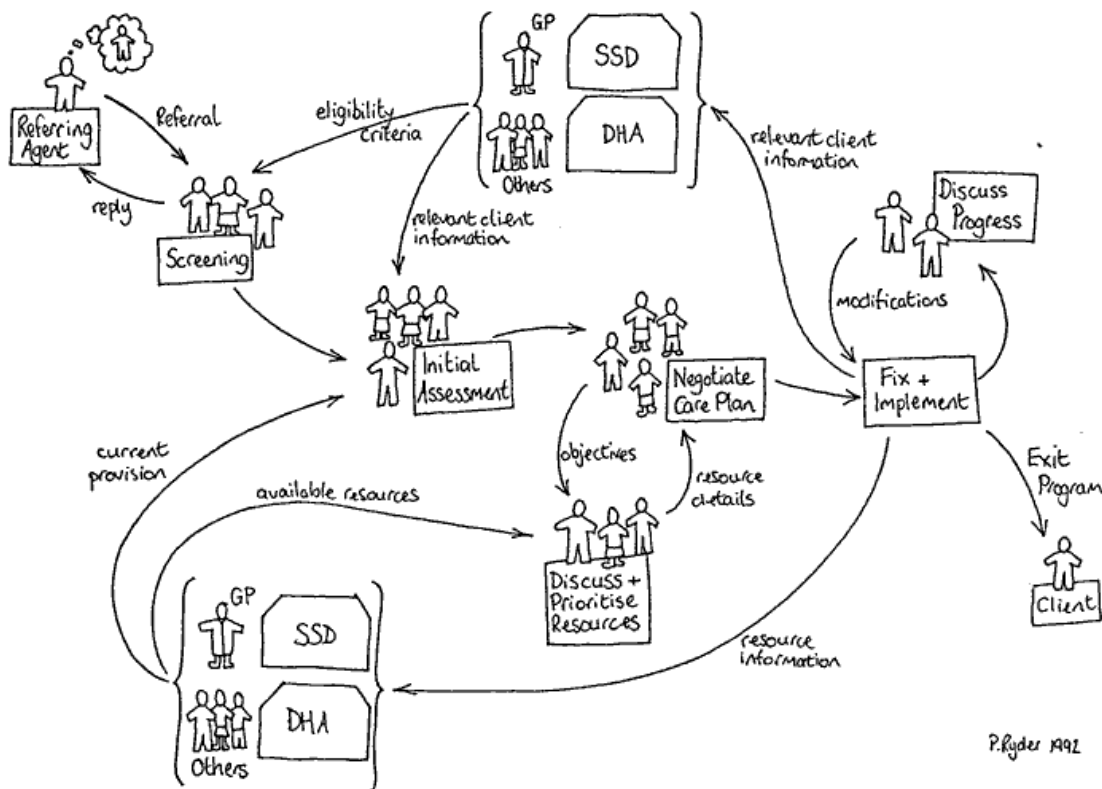 GP
SSD
DHA
Others
Referring
Agent
Referral
reply
eligibility
criteria
relevant client
information
relevant client
information
Screening
Discuss
Progress
modifications
Initial
Assessment
Negotiate
Care Plan
Fix +
Implement
current
provision
available resources
objectives
resource
details
Exit
Program
Discuss +
Prioritise
Resources
Client
GP
SSD
DHA
Others
resource
information
P.Ryder 1992